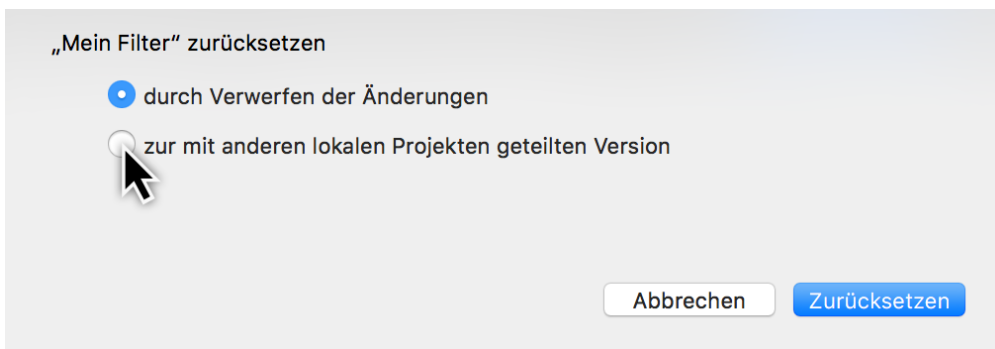 „Mein Filter“ zurücksetzen
durch Verwerfen der Änderungen
zur mit anderen lokalen Projekten geteilten Version
Abbrechen Zurücksetzen